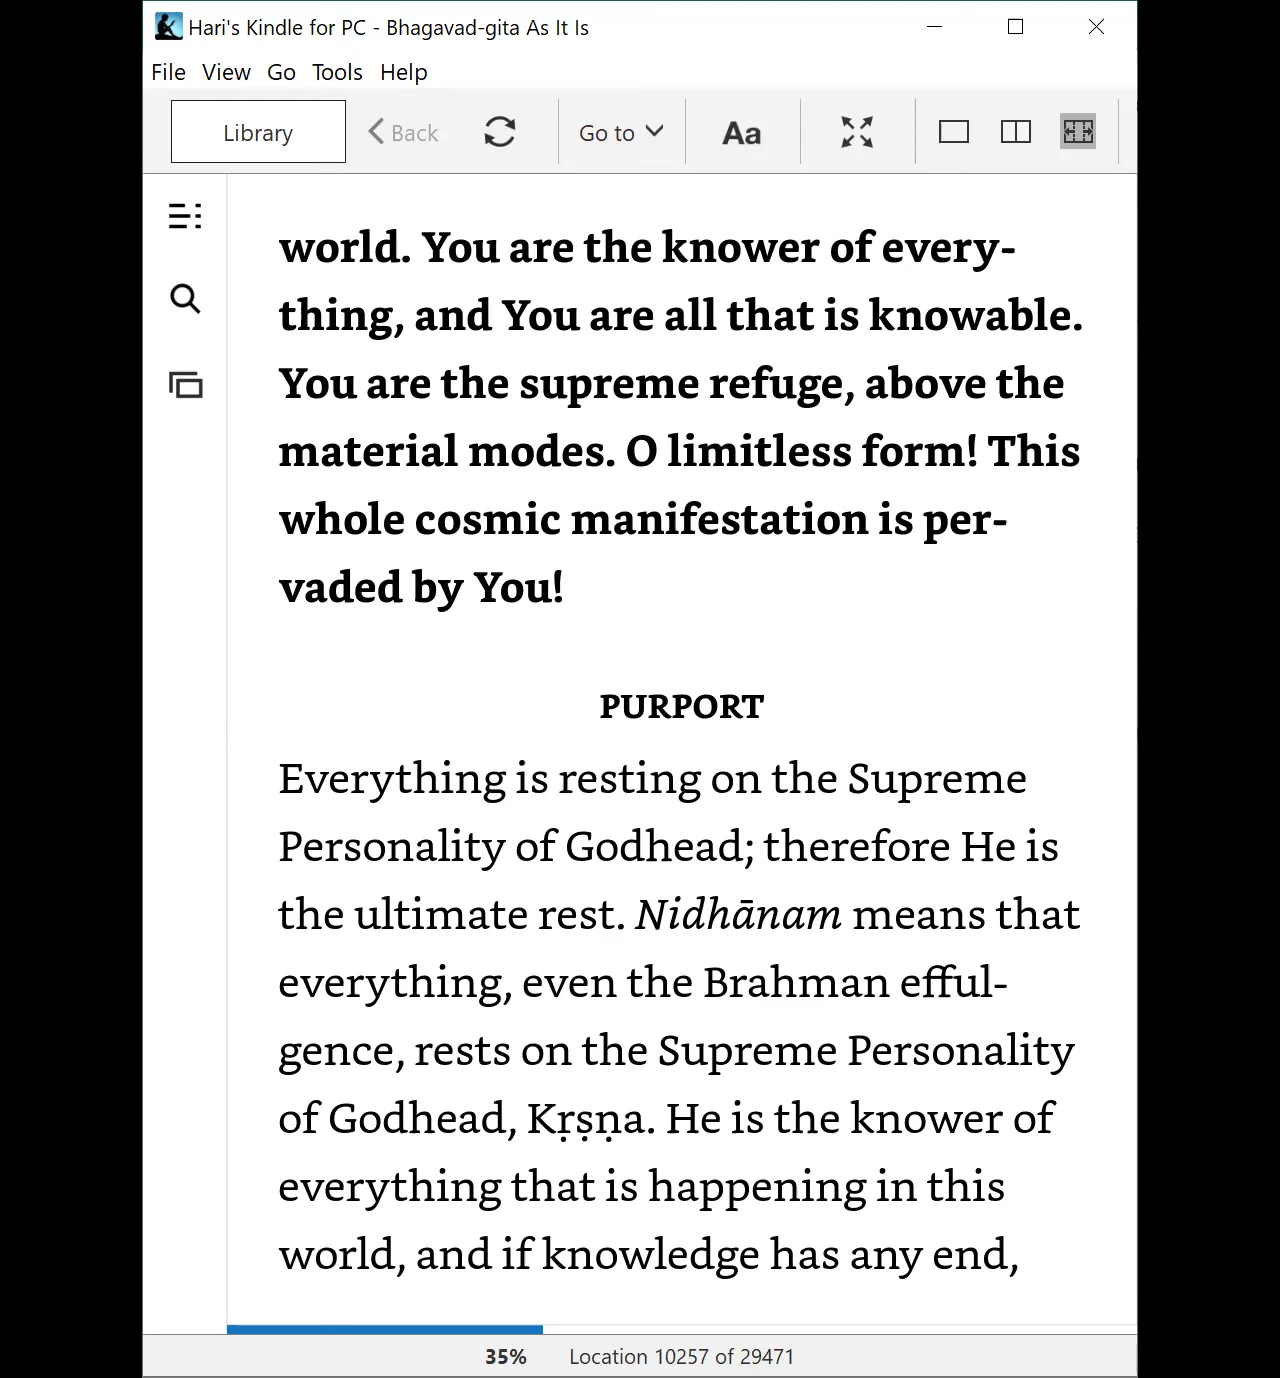 Hari's Kindle for PC - Bhagavad-gita As It Is
File View Go Tools Help
Library Back Go to Aa
world. You are the knower of every-
thing, and You are all that is knowable.
You are the supreme refuge, above the
material modes. O limitless form! This
whole cosmic manifestation is per-
vaded by You!
PURPORT
Everything is resting on the Supreme
Personality of Godhead; therefore He is
the ultimate rest. Nidhānam means that
everything, even the Brahman efful-
gence, rests on the Supreme Personality
of Godhead, Kṛṣṇa. He is the knower of
everything that is happening in this
world, and if knowledge has any end,
35% Location 10257 of 29471